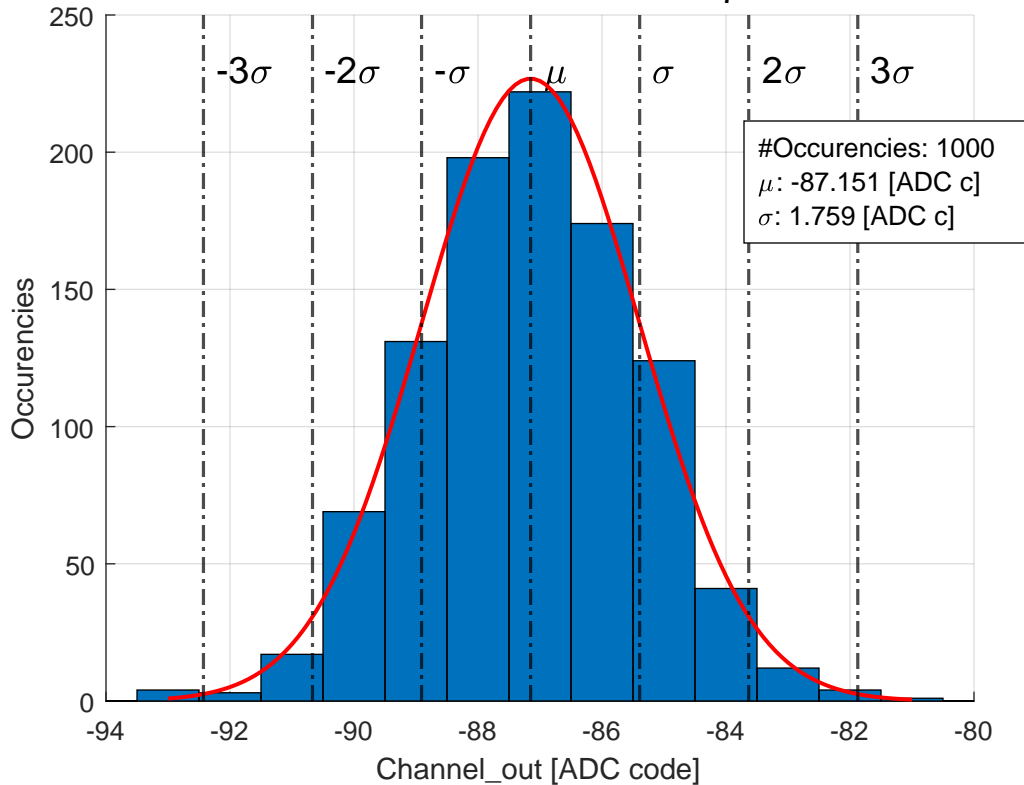 250
-3σ -2σ -σ μ σ 2σ 3σ
#Occurencies: 1000
μ: -87.151 [ADC c]
σ: 1.759 [ADC c]
200
150
100
50
0
Occurencies
-94 -92 -90 -88 -86 -84 -82 -80
Channel_out [ADC code]